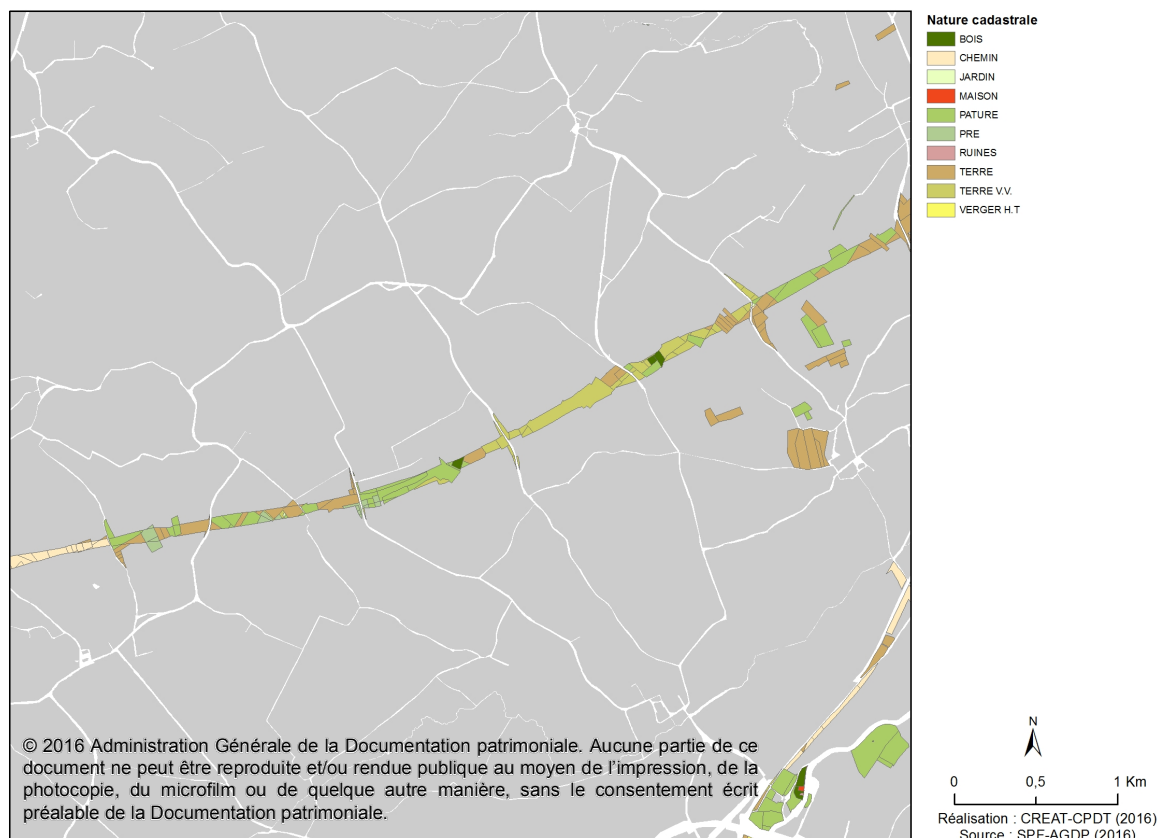 Nature cadastrale
BOIS
CHEMIN
JARDIN
MAISON
PATURE
PRE
RUINES
TERRE
TERRE V.V.
VERGER H.T
© 2016 Administration Générale de la Documentation patrimoniale. Aucune partie de ce
document ne peut être reproduite et/ou rendue publique au moyen de l'impression, de la
photocopie, du microfilm ou de quelque autre manière, sans le consentement écrit
préalable de la Documentation patrimoniale.
N
0 0,5 1 Km
Réalisation : CREAT-CPDT (2016)
Source : SPF-AGDP (2016)